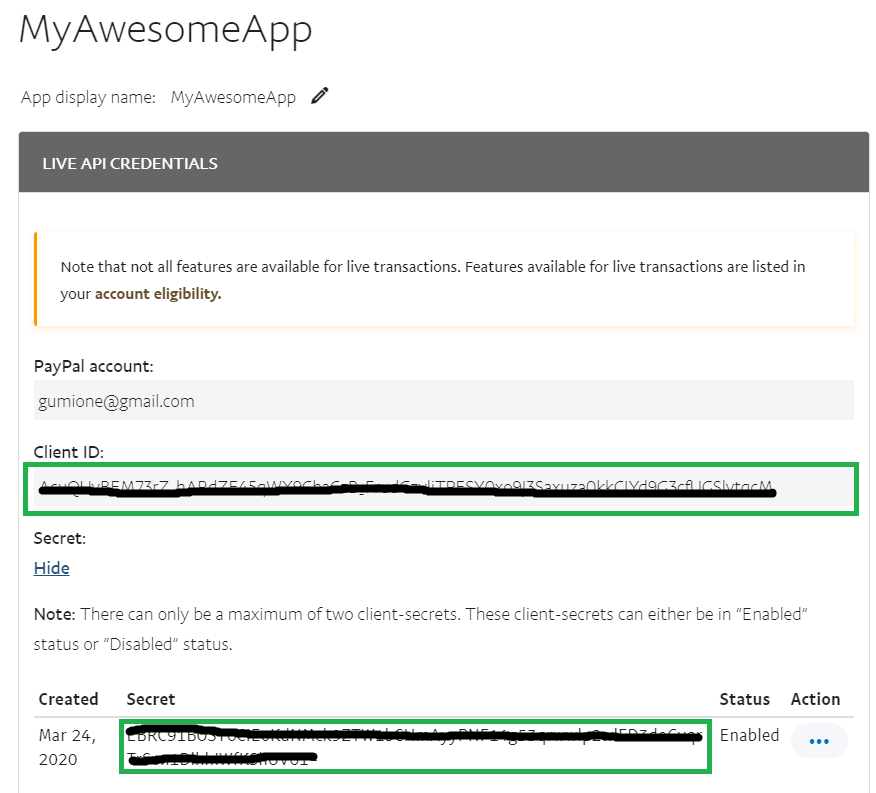 MyAwesomeApp
App display name: MyAwesomeApp
LIVE API CREDENTIALS
Note that not all features are available for live transactions. Features available for live transactions are listed in
your account eligibility.
PayPal account:
gumione@gmail.com
Client ID:
Secret:
Hide
Note: There can only be a maximum of two client-secrets. These client-secrets can either be in “Enabled”
status or “Disabled” status.
Created Secret Status Action
Mar 24, Enabled
2020